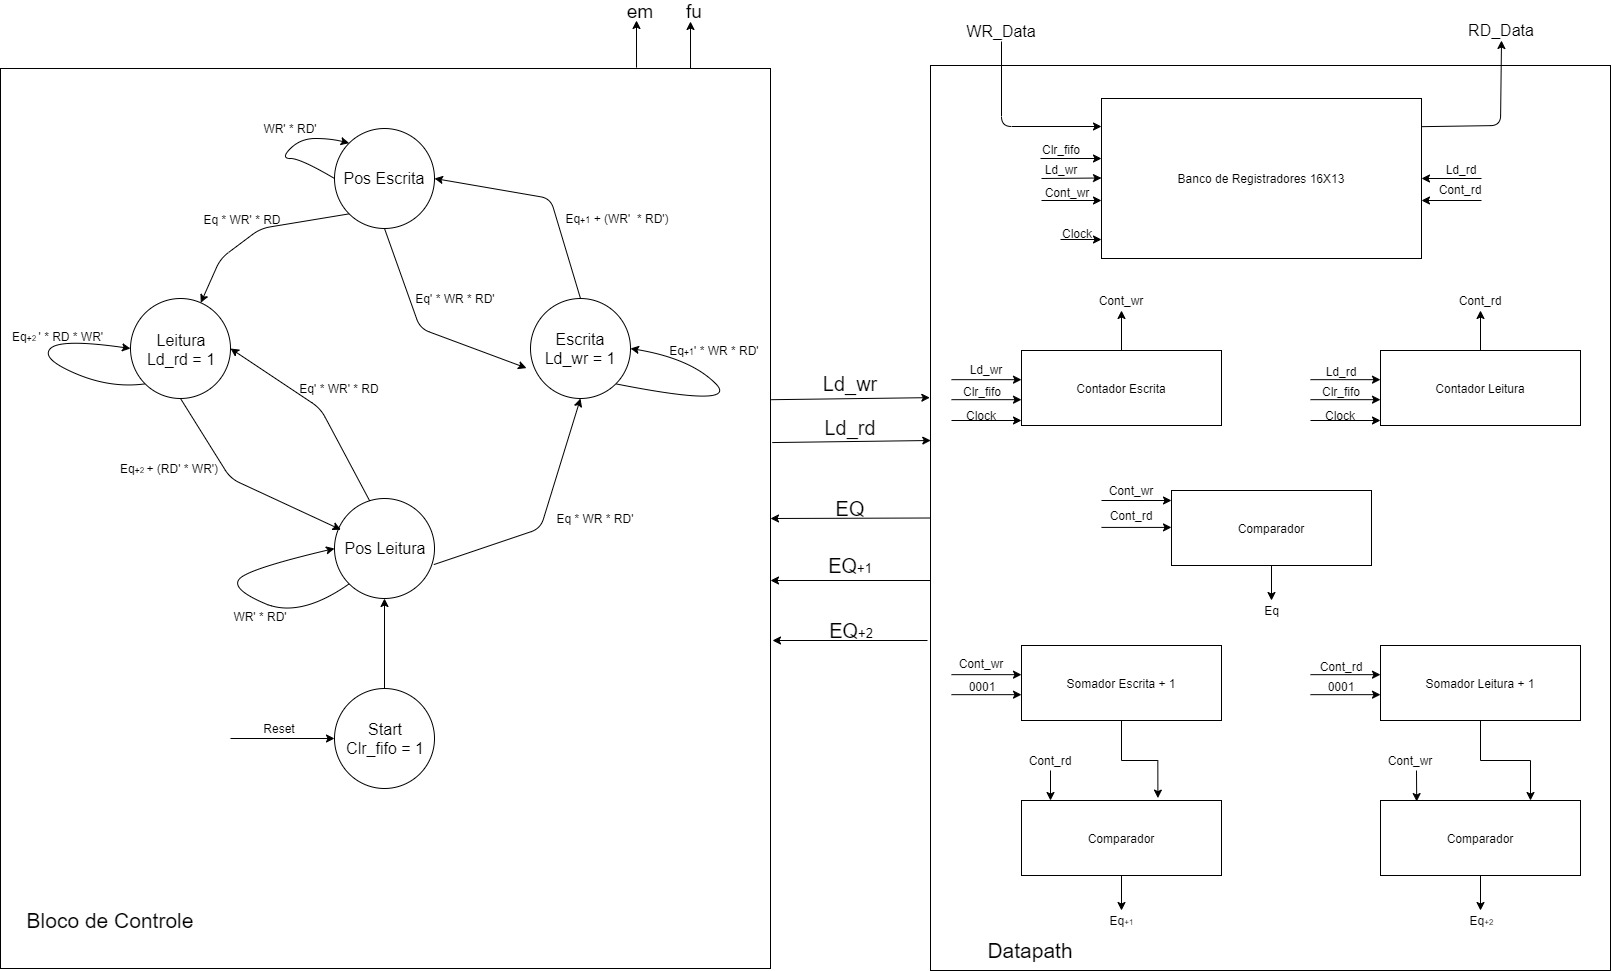 em
fu
WR' * RD'
Pos Escrita
Eq * WR' * RD
Eq+1 + (WR' * RD')
Eq' * WR * RD'
Eq+2 ' * RD * WR'
Leitura
Ld_rd = 1
Escrita
Ld_wr = 1
Eq+1' * WR * RD'
Eq' * WR' * RD
Eq+2 + (RD' * WR')
Eq * WR * RD'
Pos Leitura
WR' * RD'
Reset
Start
Clr_fifo = 1
Bloco de Controle
Ld_wr
Ld_rd
EQ
EQ+1
EQ+2
WR_Data
RD_Data
Clr_fifo
Ld_wr
Cont_wr
Clock
Banco de Registradores 16X13
Ld_rd
Cont_rd
Cont_wr
Ld_wr
Clr_fifo
Clock
Contador Escrita
Cont_rd
Ld_rd
Clr_fifo
Clock
Contador Leitura
Cont_wr
Cont_rd
Comparador
Eq
Cont_wr
0001
Somador Escrita + 1
Cont_rd
0001
Somador Leitura + 1
Cont_rd
Comparador
Eq+1
Cont_wr
Comparador
Eq+2
Datapath